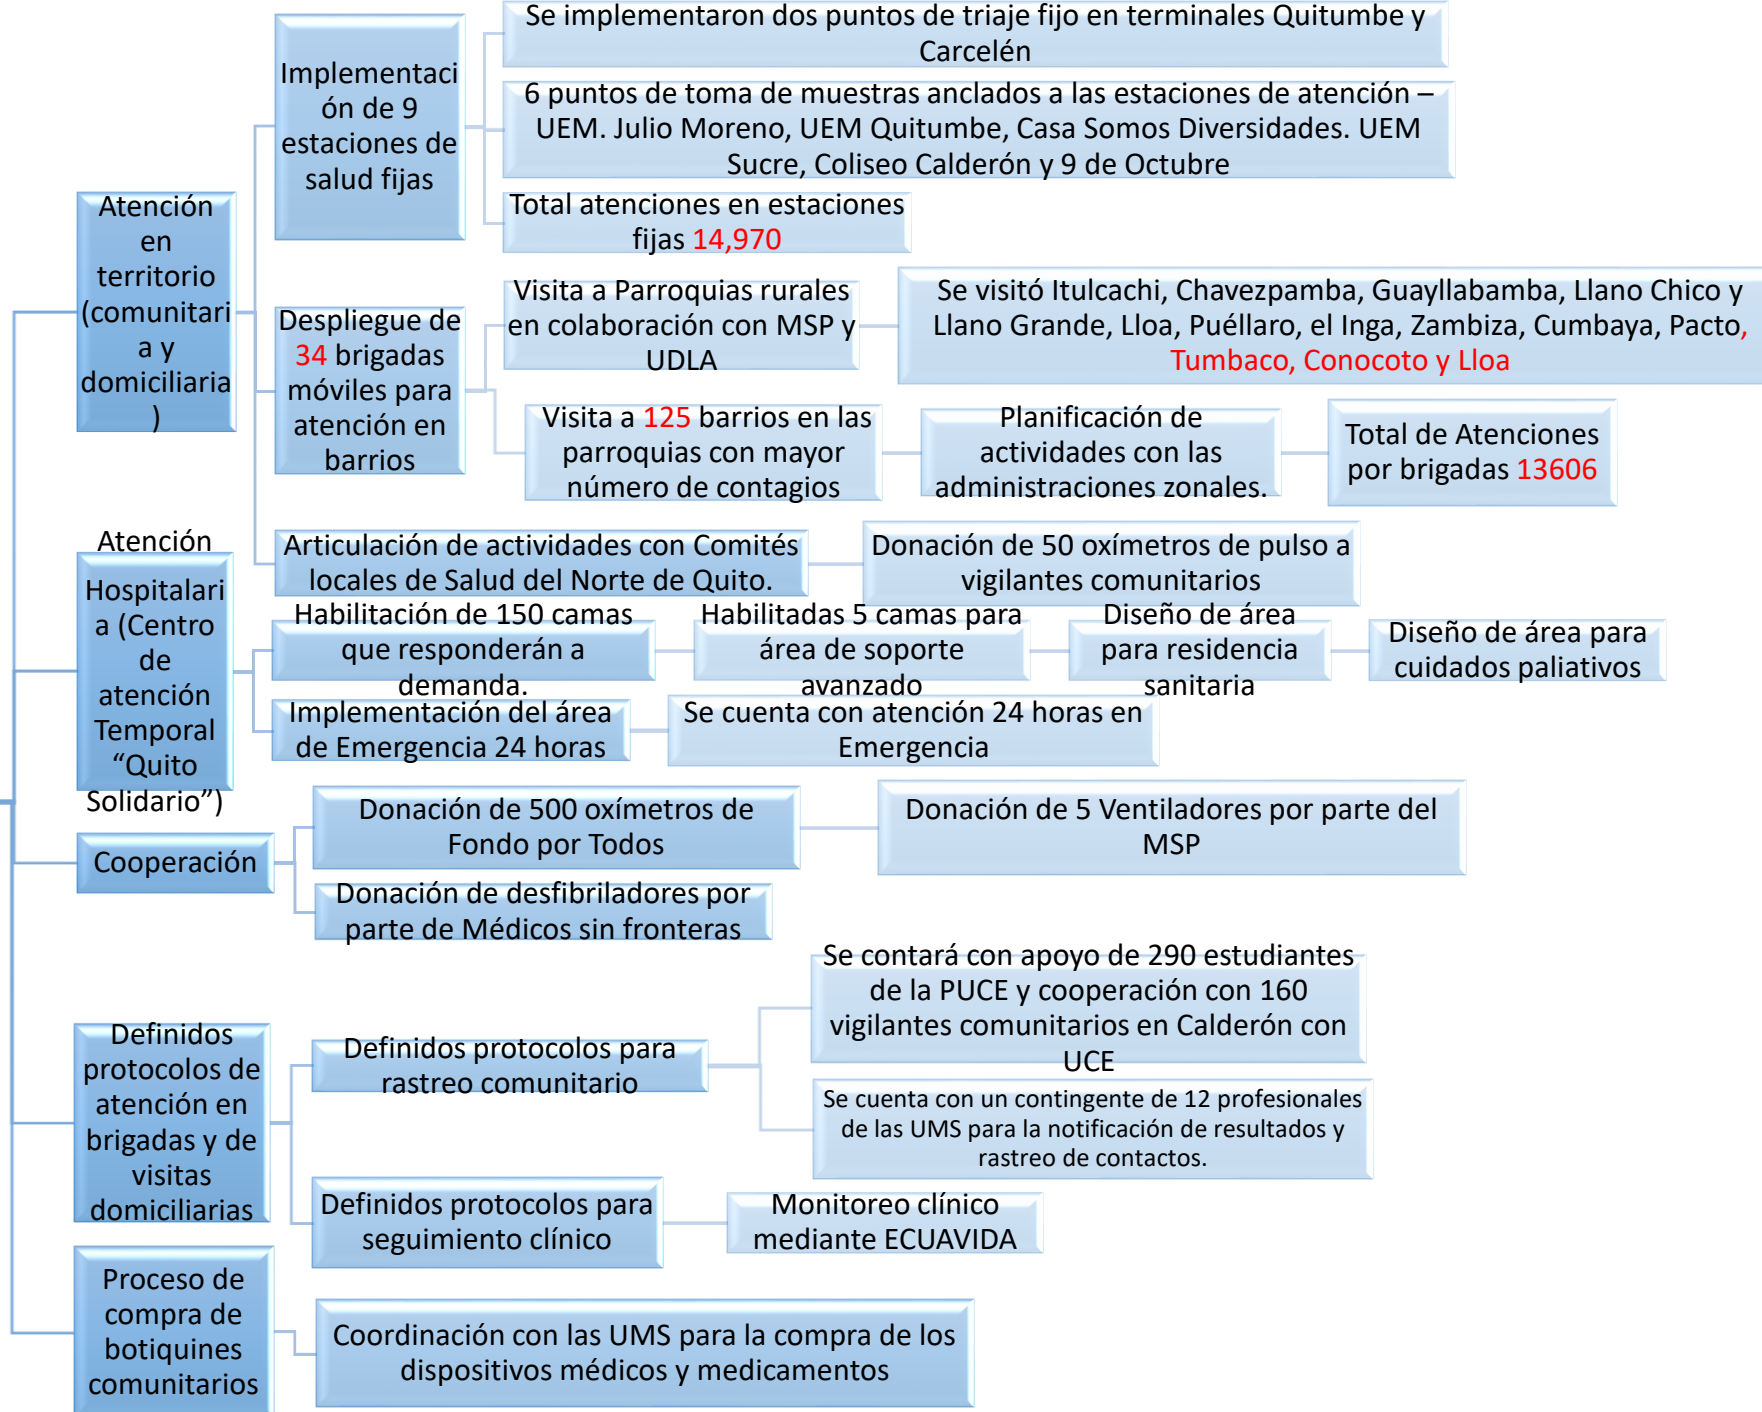 Atención
en
territorio
(comunitari
a y
domiciliaria
)
Implementaci
ón de 9
estaciones de
salud fijas
Se implementaron dos puntos de triaje fijo en terminales Quitumbe y
Carcelén
6 puntos de toma de muestras anclados a las estaciones de atención –
UEM. Julio Moreno, UEM Quitumbe, Casa Somos Diversidades. UEM
Sucre, Coliseo Calderón y 9 de Octubre
Total atenciones en estaciones
fijas 14,970
Despliegue de
34 brigadas
móviles para
atención en
barrios
Visita a Parroquias rurales
en colaboración con MSP y
UDLA
Se visitó Itulcachi, Chavezpamba, Guayllabamba, Llano Chico y
Llano Grande, Lloa, Puéllaro, el Inga, Zambiza, Cumbaya, Pacto,
Tumbaco, Conocoto y Lloa
Visita a 125 barrios en las
parroquias con mayor
número de contagios
Planificación de
actividades con las
administraciones zonales.
Total de Atenciones
por brigadas 13606
Articulación de actividades con Comités
locales de Salud del Norte de Quito.
Donación de 50 oxímetros de pulso a
vigilantes comunitarios
Atención
Hospitalari
a (Centro
de
atención
Temporal
“Quito
Solidario”)
Habilitación de 150 camas
que responderán a
demanda.
Habilitadas 5 camas para
área de soporte
avanzado
Diseño de área
para residencia
sanitaria
Diseño de área para
cuidados paliativos
Implementación del área
de Emergencia 24 horas
Se cuenta con atención 24 horas en
Emergencia
Cooperación
Donación de 500 oxímetros de
Fondo por Todos
Donación de 5 Ventiladores por parte del
MSP
Donación de desfibriladores por
parte de Médicos sin fronteras
Definidos
protocolos de
atención en
brigadas y de
visitas
domiciliarias
Definidos protocolos para
rastreo comunitario
Se contará con apoyo de 290 estudiantes
de la PUCE y cooperación con 160
vigilantes comunitarios en Calderón con
UCE
Se cuenta con un contingente de 12 profesionales
de las UMS para la notificación de resultados y
rastreo de contactos.
Definidos protocolos para
seguimiento clínico
Monitoreo clínico
mediante ECUAVIDA
Proceso de
compra de
botiquines
comunitarios
Coordinación con las UMS para la compra de los
dispositivos médicos y medicamentos